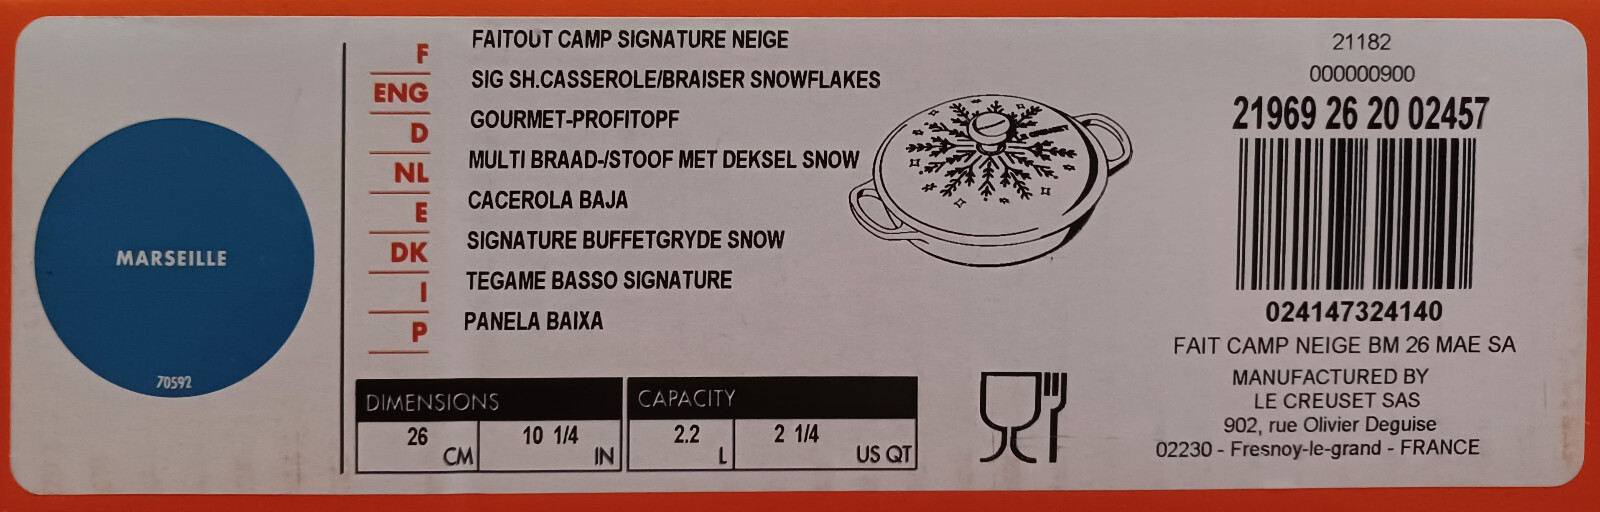 MARSEILLE
70592
F FAITOUT CAMP SIGNATURE NEIGE
ENG SIG SH.CASSEROLE/BRAISER SNOWFLAKES
D GOURMET-PROFITOPF
NL MULTI BRAAD-/STOOF MET DEKSEL SNOW
E CACEROLA BAJA
DK SIGNATURE BUFFETGRYDE SNOW
I TEGAME BASSO SIGNATURE
P PANELA BAIXA
DIMENSIONS
26 CM 10 1/4 IN
CAPACITY
2.2 L 2 1/4 US QT
21182
000000900
21969 26 20 02457
024147324140
FAIT CAMP NEIGE BM 26 MAE SA
MANUFACTURED BY
LE CREUSET SAS
902, rue Olivier Deguise
02230 - Fresnoy-le-grand - FRANCE